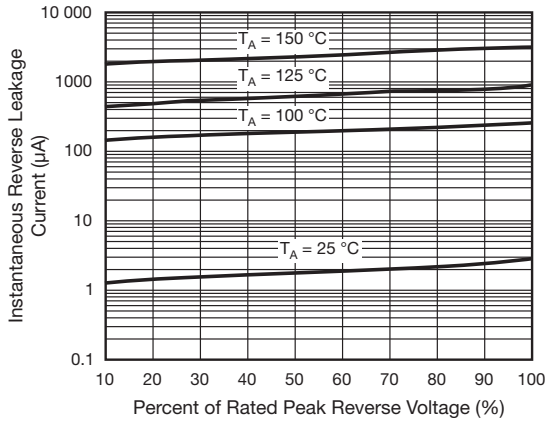 10 000
1000
100
10
1
0.1
Instantaneous Reverse Leakage
Current (µA)
T_A = 150 °C
T_A = 125 °C
T_A = 100 °C
T_A = 25 °C
10 20 30 40 50 60 70 80 90 100
Percent of Rated Peak Reverse Voltage (%)